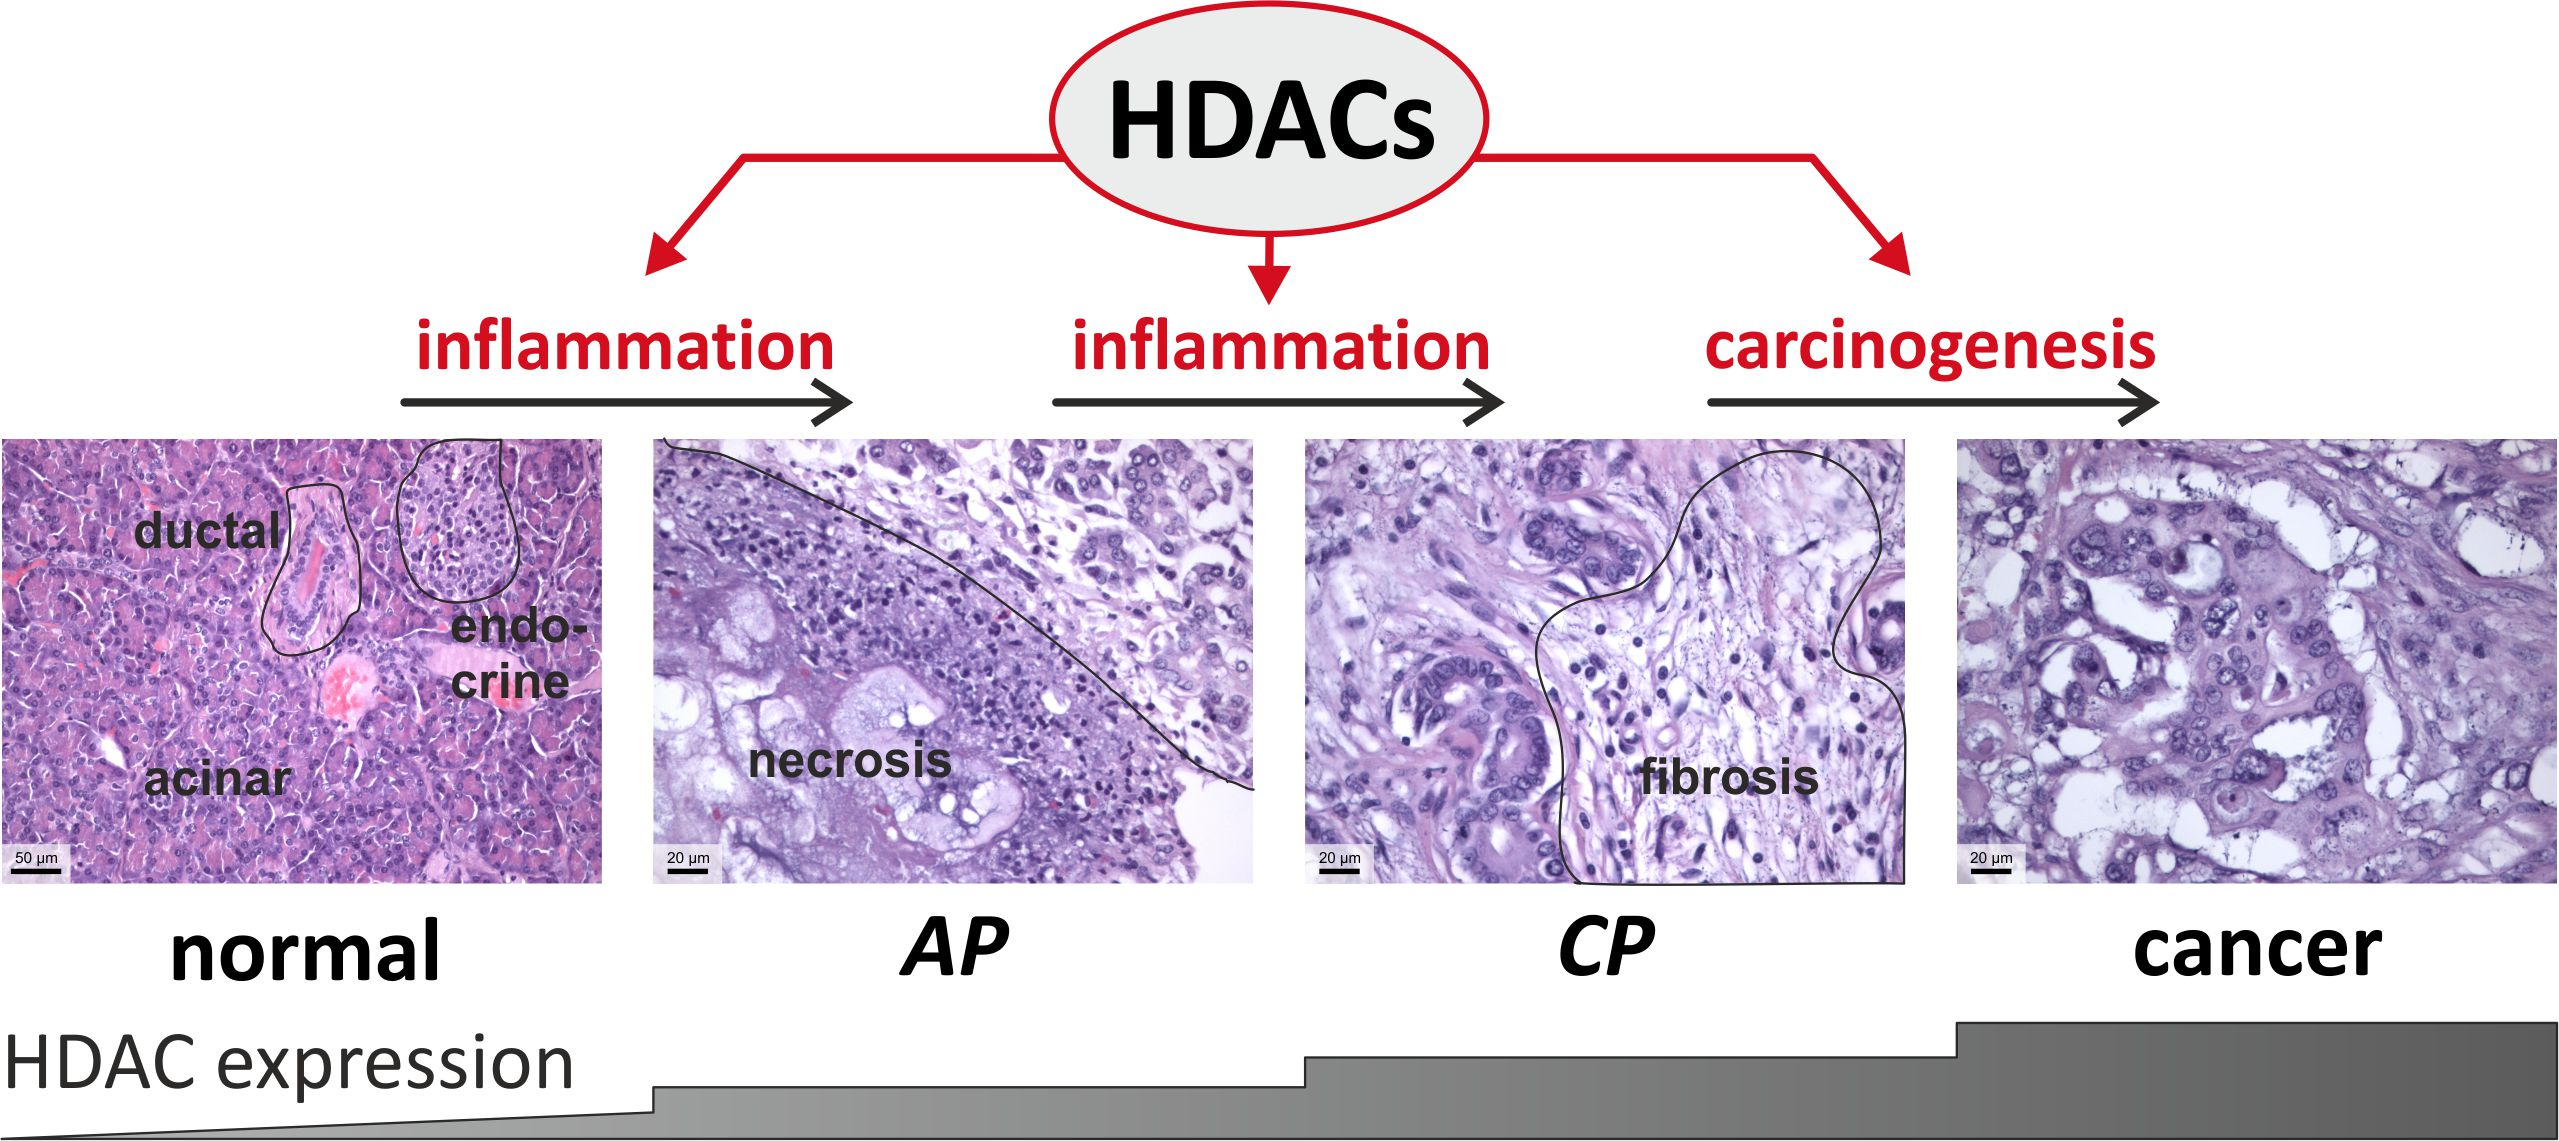 HDACs
inflammation
inflammation
carcinogenesis
ductal
endo-
crine
acinar
50 µm
necrosis
20 µm
fibrosis
20 µm
20 µm
normal
AP
CP
cancer
HDAC expression